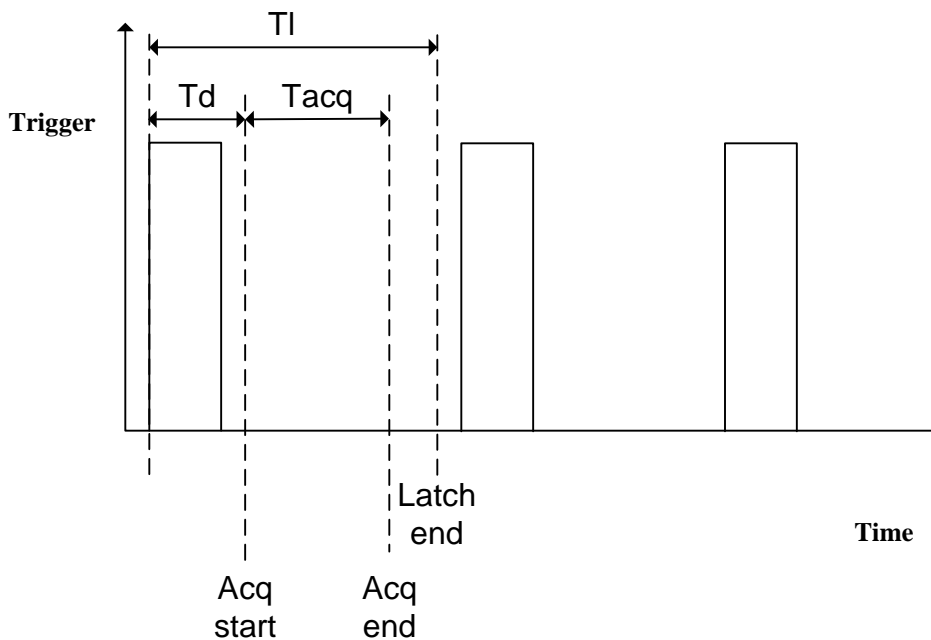 Tl
Td
Tacq
Trigger
Latch
end
Time
Acq
start
Acq
end